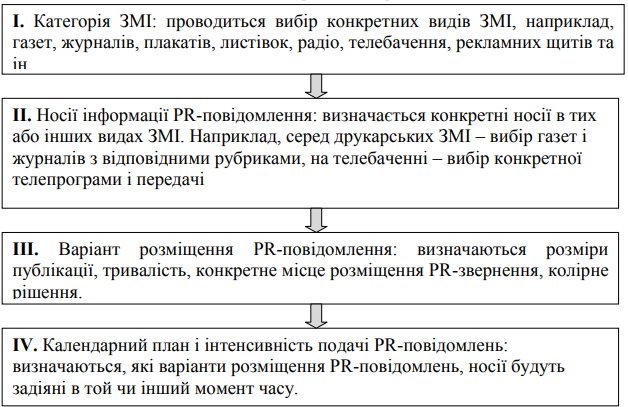 I. Категорія ЗМІ: проводиться вибір конкретних видів ЗМІ, наприклад,
газет, журналів, плакатів, листівок, радіо, телебачення, рекламних щитів та
ін
II. Носії інформації PR-повідомлення: визначається конкретні носії в тих
або інших видах ЗМІ. Наприклад, серед друкарських ЗМІ – вибір газет і
журналів з відповідними рубриками, на телебаченні – вибір конкретної
телепрограми і передачі
III. Варіант розміщення PR-повідомлення: визначаються розміри
публікації, тривалість, конкретне місце розміщення PR-звернення, колірне
рішення.
IV. Календарний план і інтенсивність подачі PR-повідомлень:
визначаються, які варіанти розміщення PR-повідомлень, носії будуть
задіяні в той чи інший момент часу.